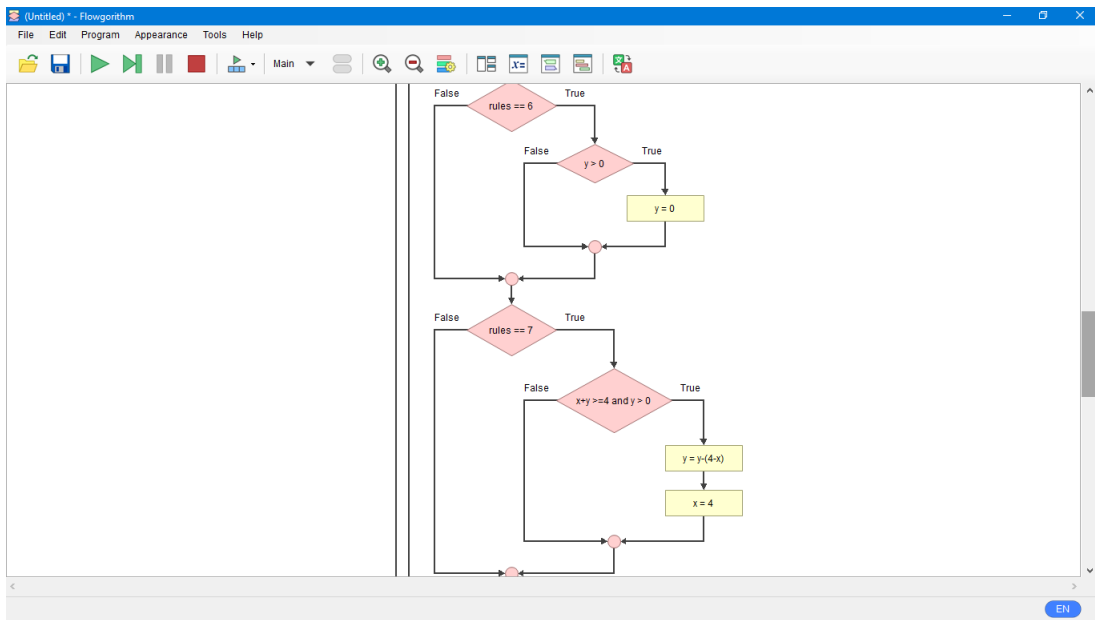 (Untitled) * - Flowgorithm
File Edit Program Appearance Tools Help
Main
x=
False True
rules == 6
False True
y > 0
y = 0
False True
rules == 7
False True
x+y >=4 and y > 0
y = y-(4-x)
x = 4
EN